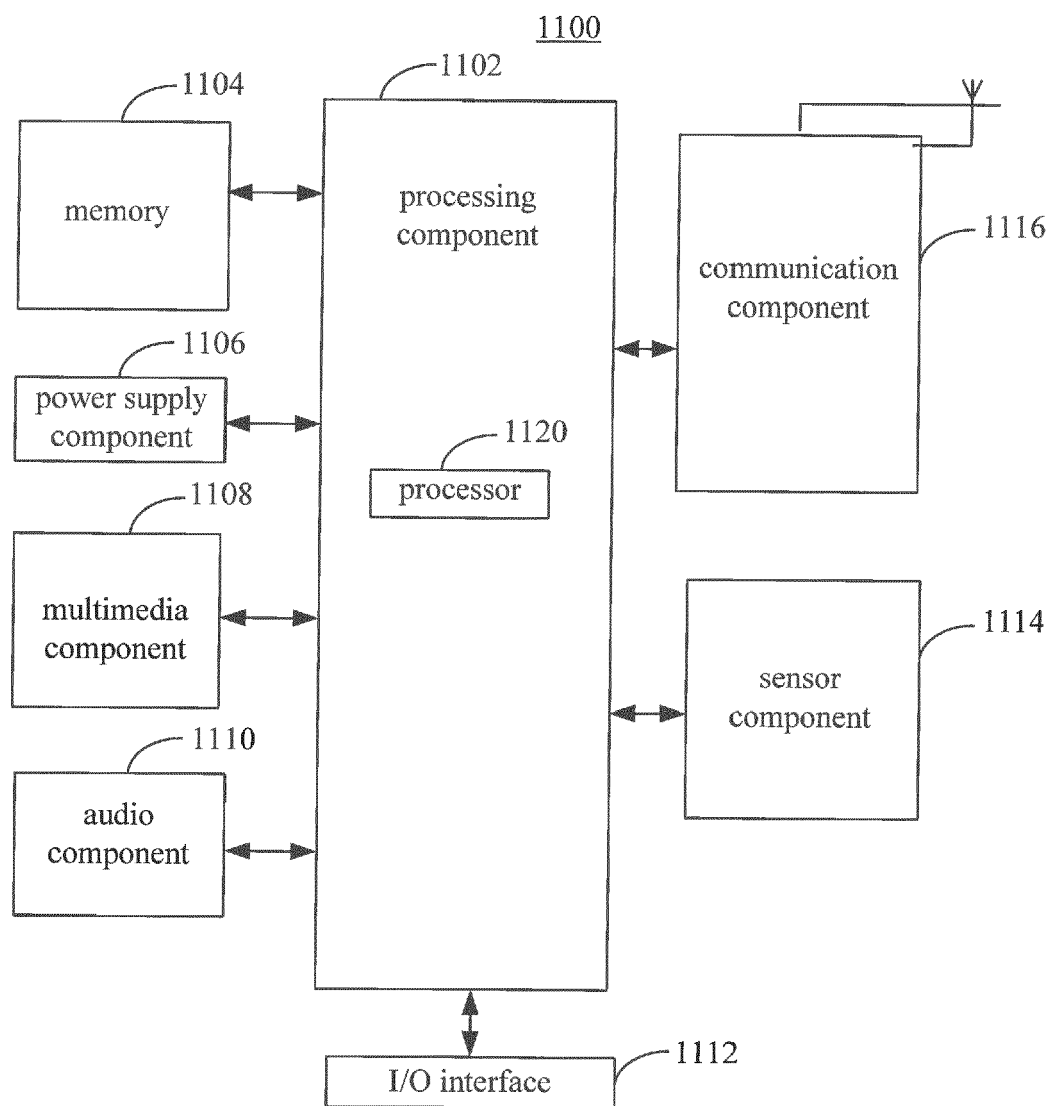 1100
1102
1104
memory
processing
component
1116
communication
component
1106
power supply
component
1120
processor
1108
multimedia
component
1114
sensor
component
1110
audio
component
1112
I/O interface